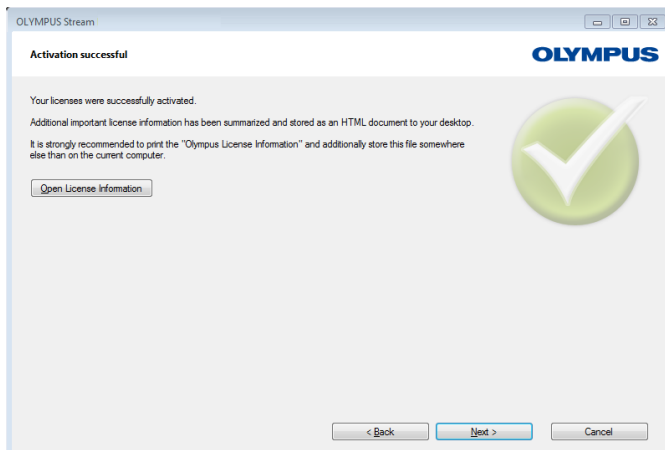 OLYMPUS Stream
Activation successful
OLYMPUS
Your licenses were successfully activated.
Additional important license information has been summarized and stored as an HTML document to your desktop.
It is strongly recommended to print the "Olympus License Information" and additionally store this file somewhere
else than on the current computer.
Open License Information
< Back
Next >
Cancel